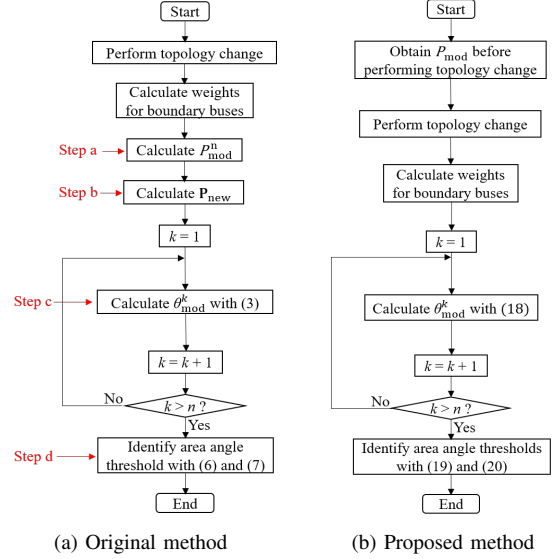 Start
Perform topology change
Calculate weights
for boundary buses
Step a
Calculate P^n_mod
Step b
Calculate P_new
k = 1
Step c
Calculate θ^k_mod with (3)
k = k + 1
No
k > n ?
Yes
Step d
Identify area angle
threshold with (6) and (7)
End
(a) Original method
Start
Obtain P_mod before
performing topology change
Perform topology change
Calculate weights
for boundary buses
k = 1
Calculate θ^k_mod with (18)
k = k + 1
No
k > n ?
Yes
Identify area angle thresholds
with (19) and (20)
End
(b) Proposed method